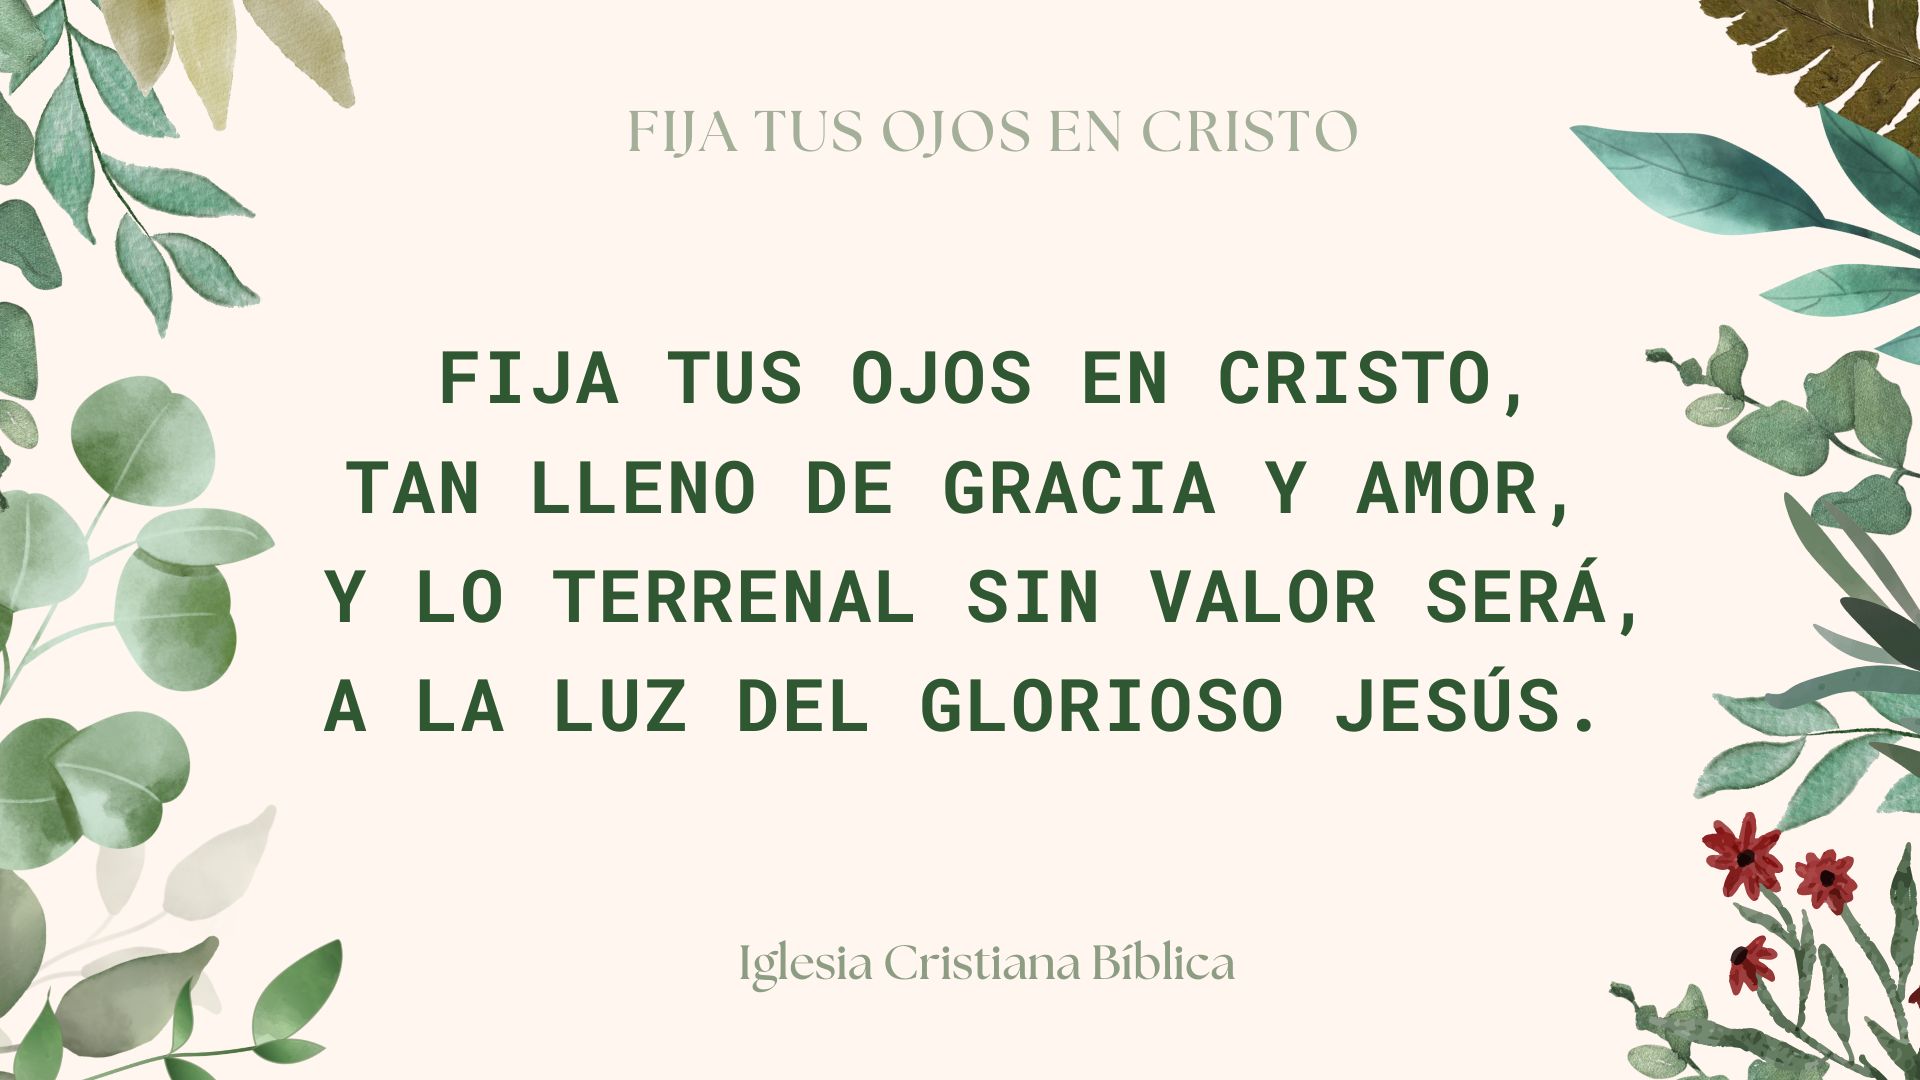 FIJA TUS OJOS EN CRISTO
FIJA TUS OJOS EN CRISTO,
TAN LLENO DE GRACIA Y AMOR,
Y LO TERRENAL SIN VALOR SERÁ,
A LA LUZ DEL GLORIOSO JESÚS.
Iglesia Cristiana Bíblica